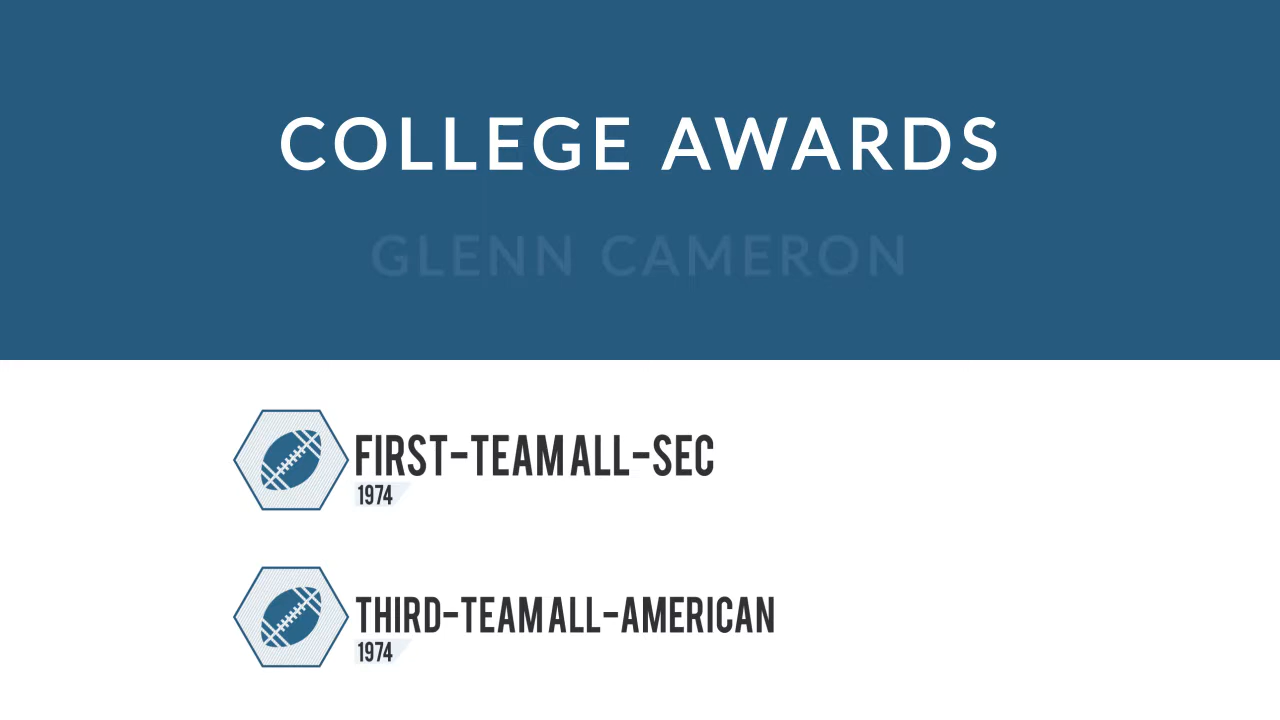 COLLEGE AWARDS
GLENN CAMERON
FIRST-TEAM ALL-SEC
1974
THIRD-TEAM ALL-AMERICAN
1974